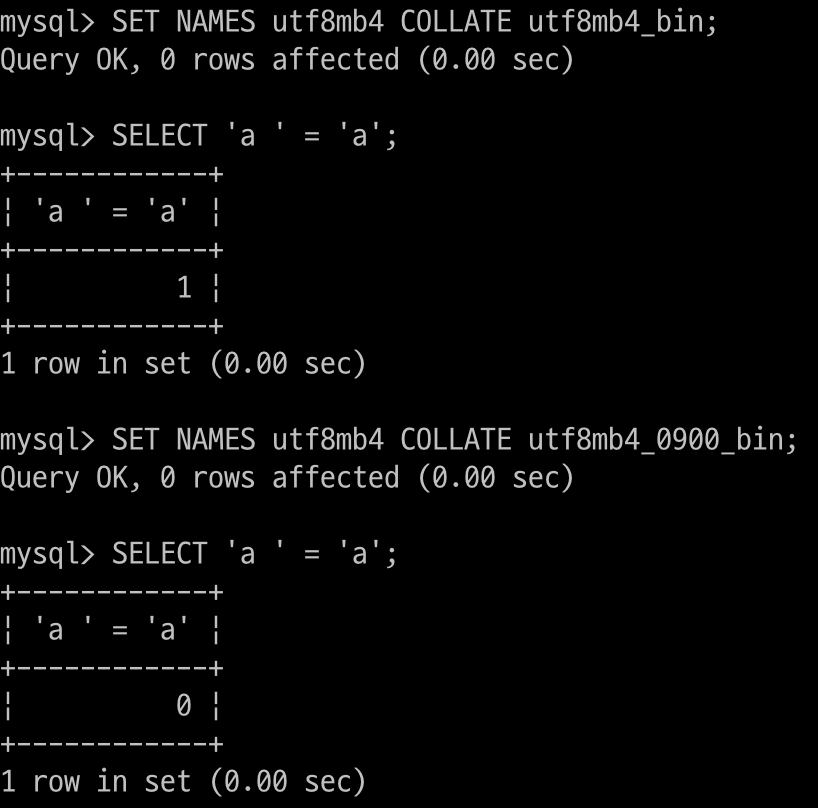 mysql> SET NAMES utf8mb4 COLLATE utf8mb4_bin;
Query OK, 0 rows affected (0.00 sec)
mysql> SELECT 'a ' = 'a';
+------------+
¦ 'a ' = 'a' ¦
+------------+
¦          1 ¦
+------------+
1 row in set (0.00 sec)
mysql> SET NAMES utf8mb4 COLLATE utf8mb4_0900_bin;
Query OK, 0 rows affected (0.00 sec)
mysql> SELECT 'a ' = 'a';
+------------+
¦ 'a ' = 'a' ¦
+------------+
¦          0 ¦
+------------+
1 row in set (0.00 sec)